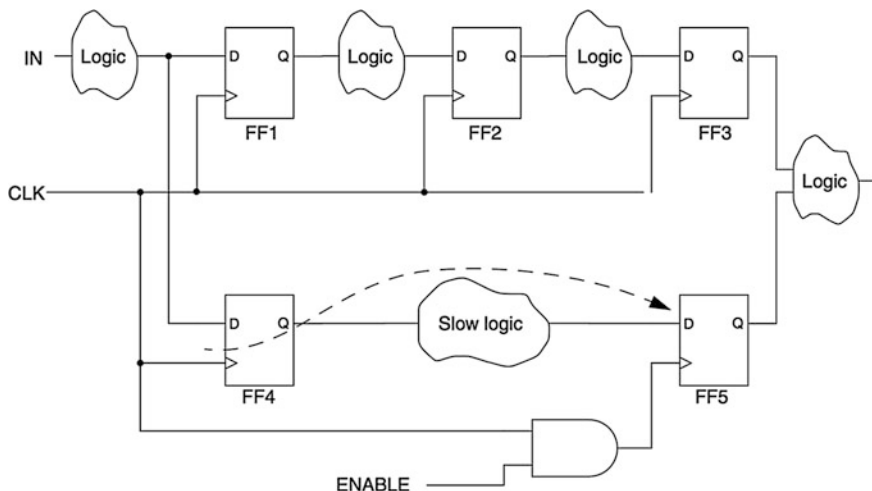 IN
Logic
D Q
FF1
Logic
D Q
FF2
Logic
D Q
FF3
CLK
Logic
D Q
FF4
Slow logic
D Q
FF5
ENABLE